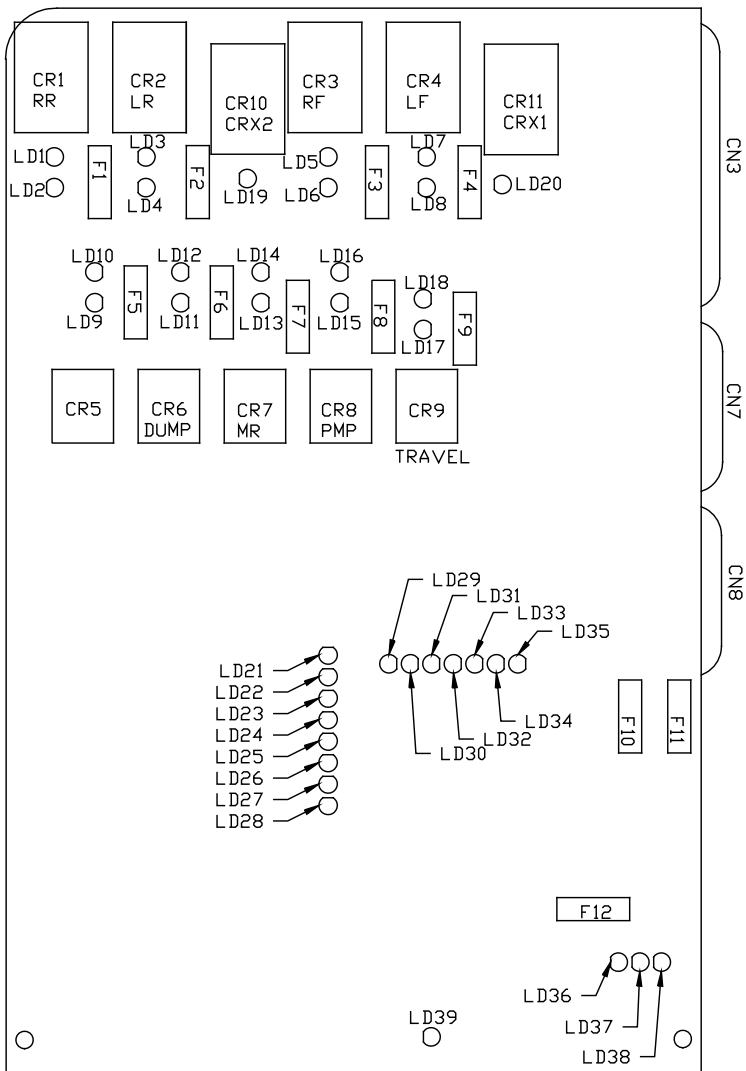 CR1
RR
CR2
LR
CR10
CRX2
CR3
RF
CR4
LF
CR11
CRX1
CN3
LD1
LD2
F1
LD3
LD4
F2
LD19
LD5
LD6
F3
LD7
LD8
F4
LD20
LD10
LD9
F5
LD12
LD11
F6
LD14
LD13
F7
LD16
LD15
F8
LD18
LD17
F9
CR5
CR6
DUMP
CR7
MR
CR8
PMP
CR9
TRAVEL
CN7
CN8
LD29
LD31
LD33
LD35
LD34
LD32
LD30
LD21
LD22
LD23
LD24
LD25
LD26
LD27
LD28
F10
F11
F12
LD36
LD37
LD38
LD39